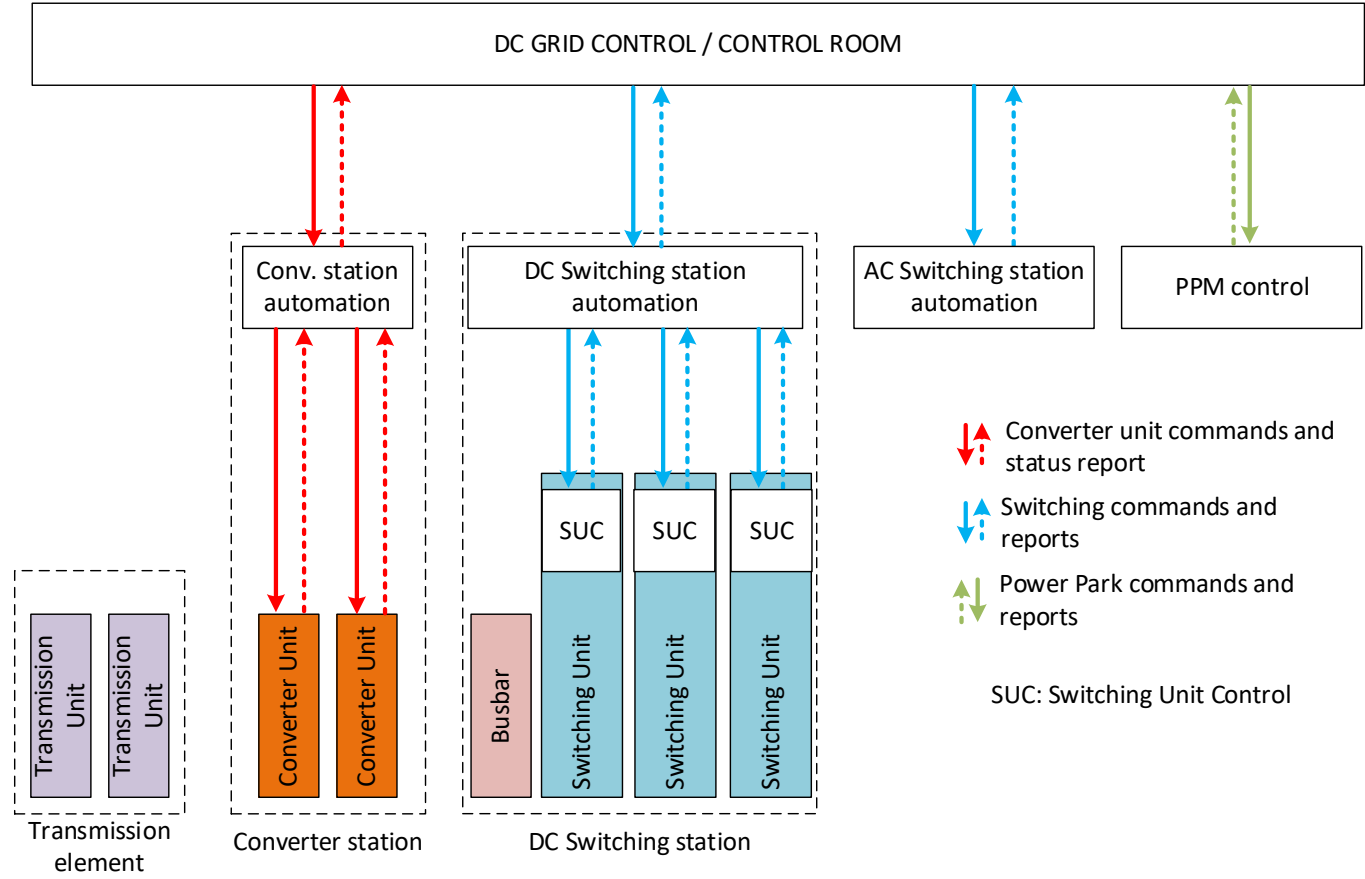 DC GRID CONTROL / CONTROL ROOM
Conv. station
automation
DC Switching station
automation
AC Switching station
automation
PPM control
Converter unit commands and
status report
Switching commands and
reports
Power Park commands and
reports
SUC: Switching Unit Control
SUC
SUC
SUC
Transmission
Unit
Transmission
Unit
Converter Unit
Converter Unit
Busbar
Switching Unit
Switching Unit
Switching Unit
Transmission
element
Converter station
DC Switching station